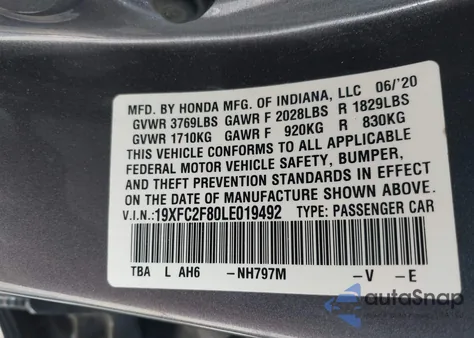 MFD. BY HONDA MFG. OF INDIANA, LLC 06/'20
GVWR 3769LBS GAWR F 2028LBS R 1829LBS
GVWR 1710KG GAWR F 920KG R 830KG
THIS VEHICLE CONFORMS TO ALL APPLICABLE
FEDERAL MOTOR VEHICLE SAFETY, BUMPER,
AND THEFT PREVENTION STANDARDS IN EFFECT
ON THE DATE OF MANUFACTURE SHOWN ABOVE.
V.I.N.: 19XFC2F80LE019492 TYPE: PASSENGER CAR
TBA L AH6 -NH797M -V -E
autoSnap